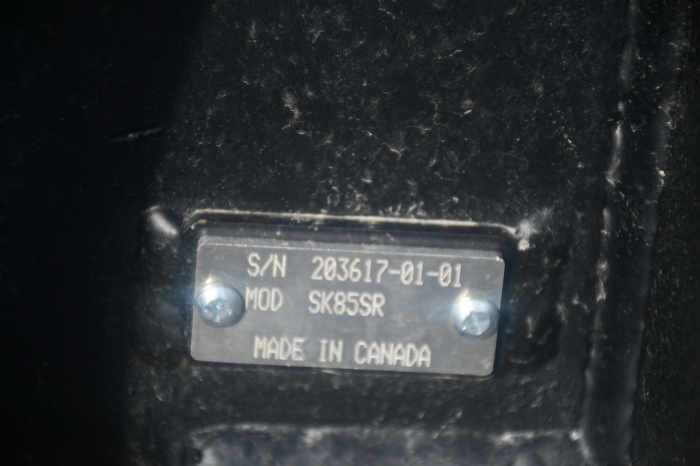 S/N 203617-01-01
MOD SK85SR
MADE IN CANADA